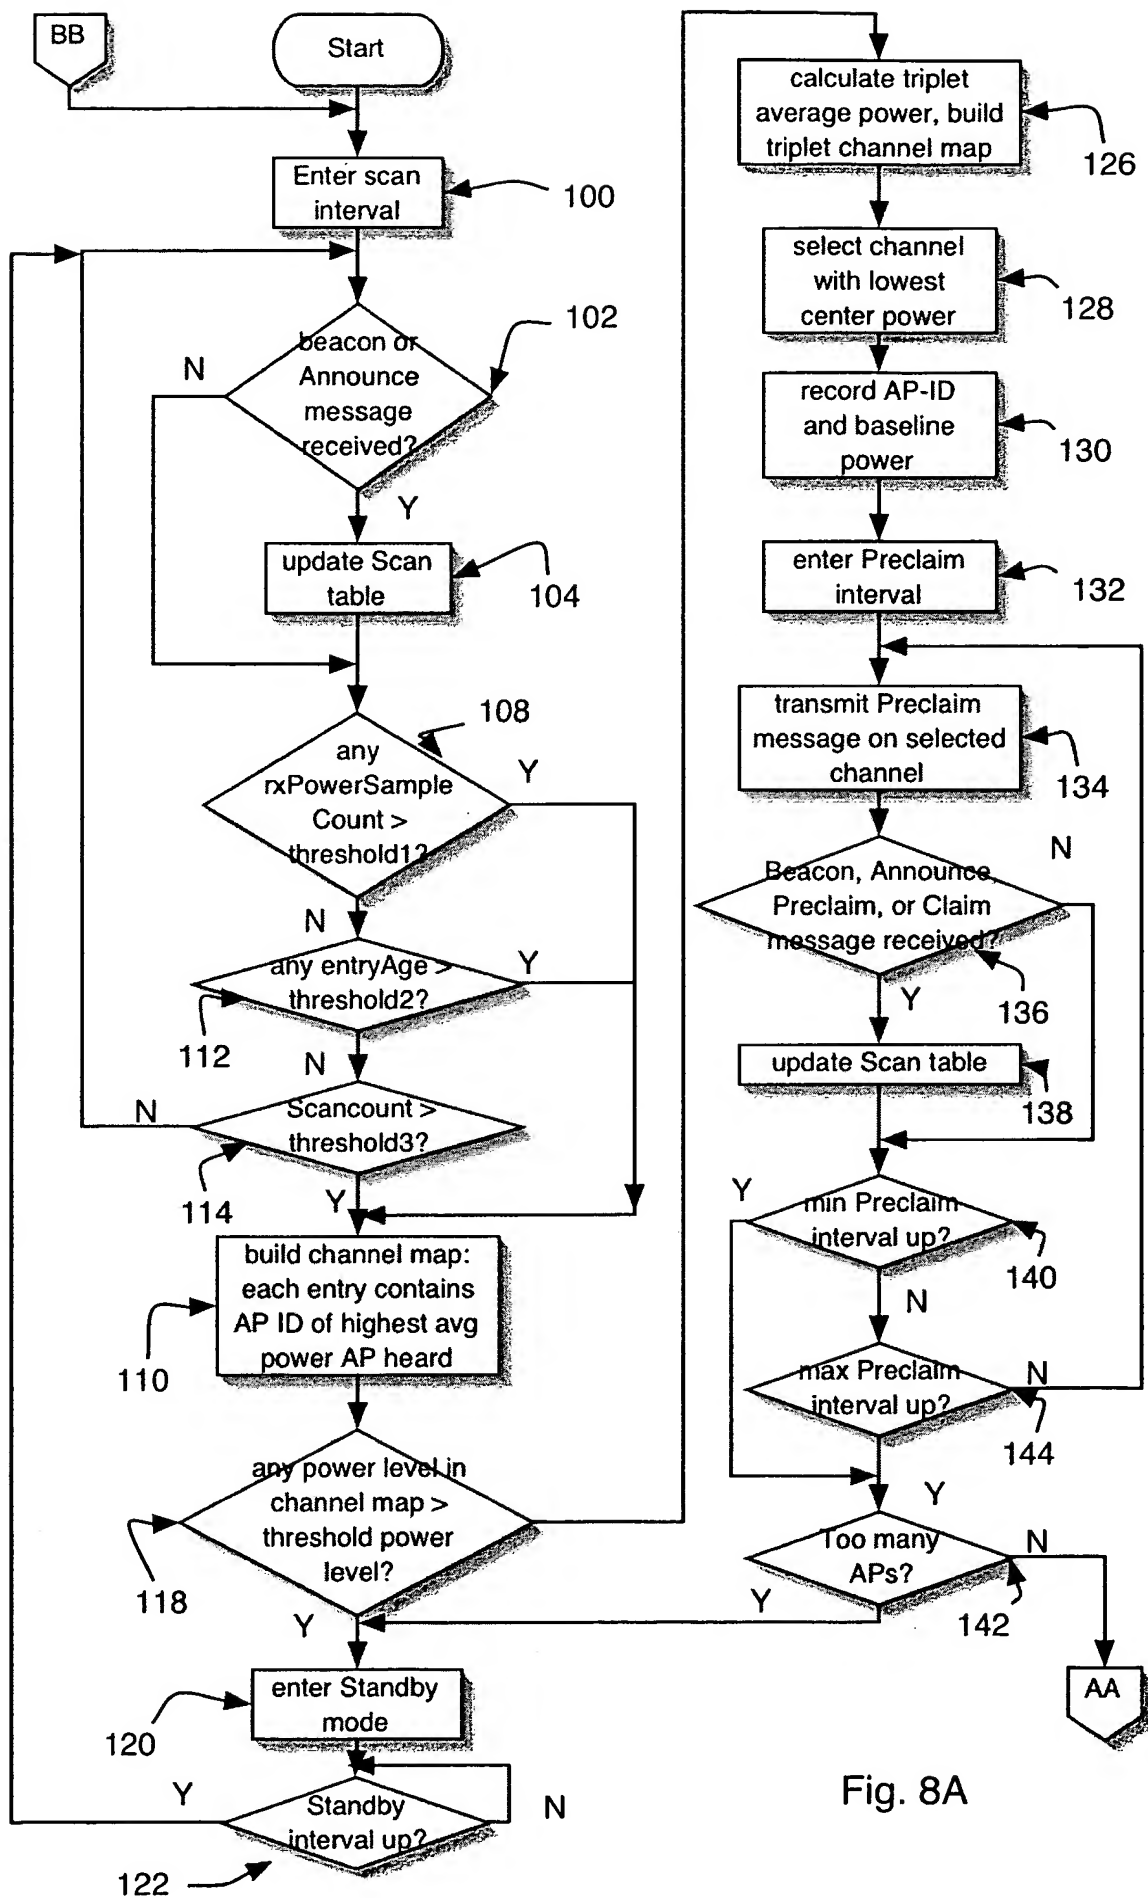 BB
Start
Enter scan
interval
100
beacon or
Announce
message
received?
102
N
Y
update Scan
table
104
any
rxPowerSample
Count >
threshold1?
108
Y
N
any entryAge >
threshold2?
Y
112
N
Scancount >
threshold3?
N
114
Y
build channel map:
each entry contains
AP ID of highest avg
power AP heard
110
any power level in
channel map >
threshold power
level?
118
Y
enter Standby
mode
120
Standby
interval up?
Y
N
122
calculate triplet
average power, build
triplet channel map
126
select channel
with lowest
center power
128
record AP-ID
and baseline
power
130
enter Preclaim
interval
132
transmit Preclaim
message on selected
channel
134
Beacon, Announce,
Preclaim, or Claim
message received?
N
136
Y
update Scan table
138
min Preclaim
interval up?
Y
140
N
max Preclaim
interval up?
N
144
Y
Too many
APs?
N
Y
142
AA
Fig. 8A